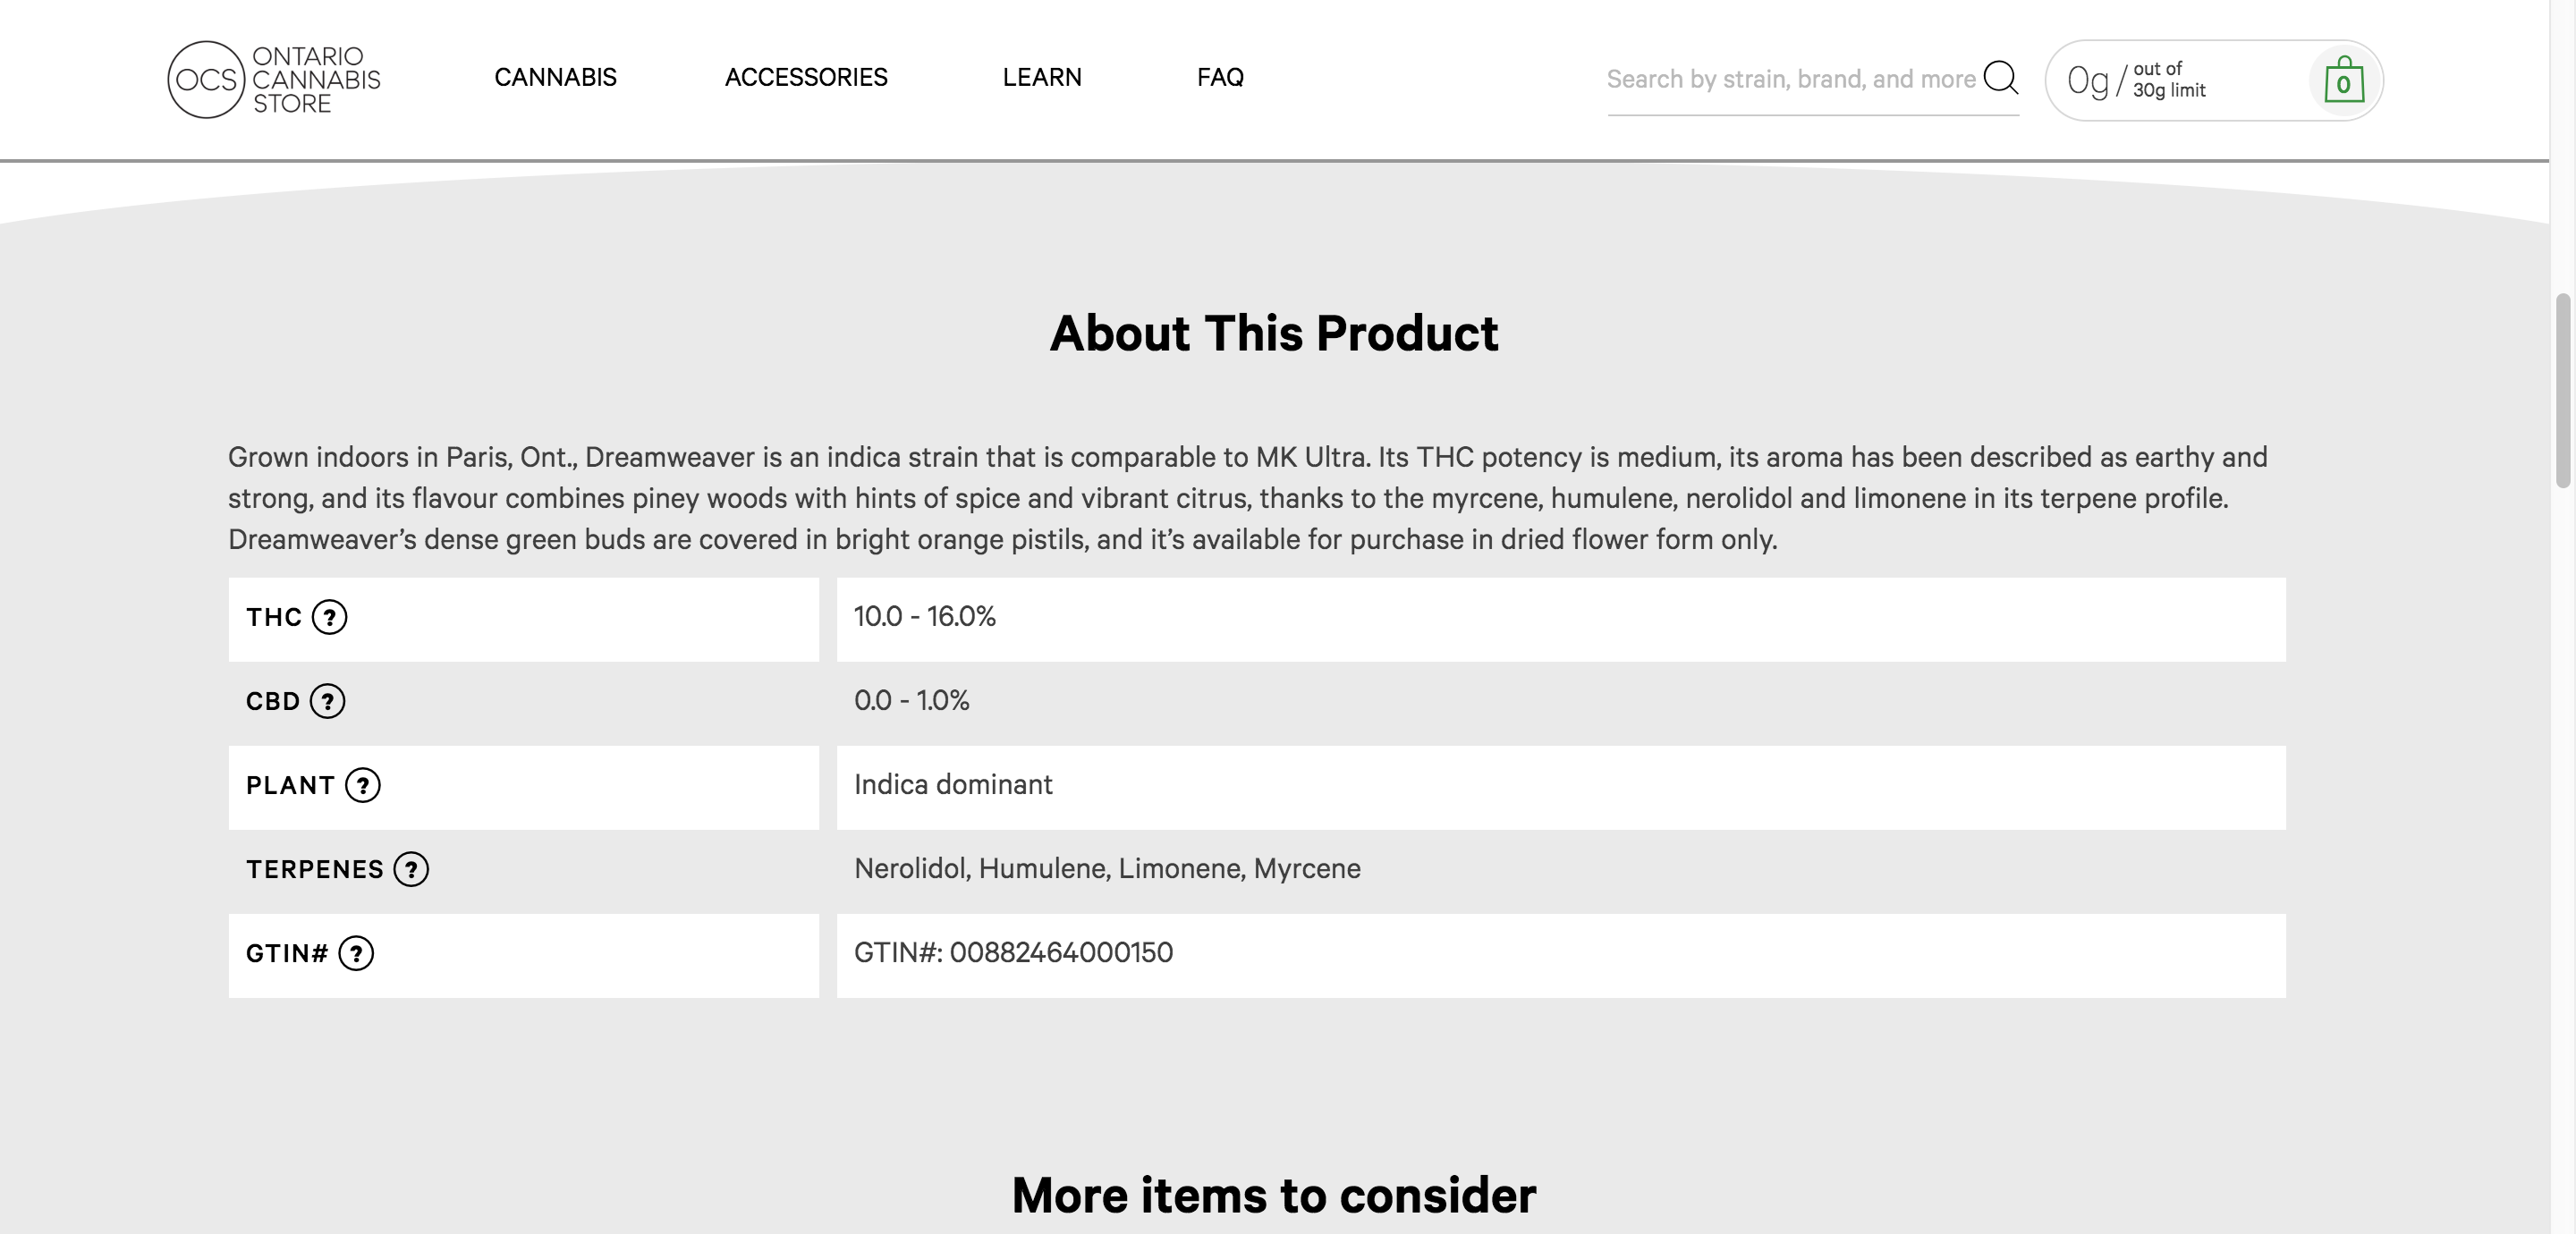 OCS
ONTARIO
CANNABIS
STORE
CANNABIS
ACCESSORIES
LEARN
FAQ
Search by strain, brand, and more
0g / out of
30g limit
0
About This Product
Grown indoors in Paris, Ont., Dreamweaver is an indica strain that is comparable to MK Ultra. Its THC potency is medium, its aroma has been described as earthy and
strong, and its flavour combines piney woods with hints of spice and vibrant citrus, thanks to the myrcene, humulene, nerolidol and limonene in its terpene profile.
Dreamweaver’s dense green buds are covered in bright orange pistils, and it’s available for purchase in dried flower form only.
THC ? 10.0 - 16.0%
CBD ? 0.0 - 1.0%
PLANT ? Indica dominant
TERPENES ? Nerolidol, Humulene, Limonene, Myrcene
GTIN# ? GTIN#: 00882464000150
More items to consider